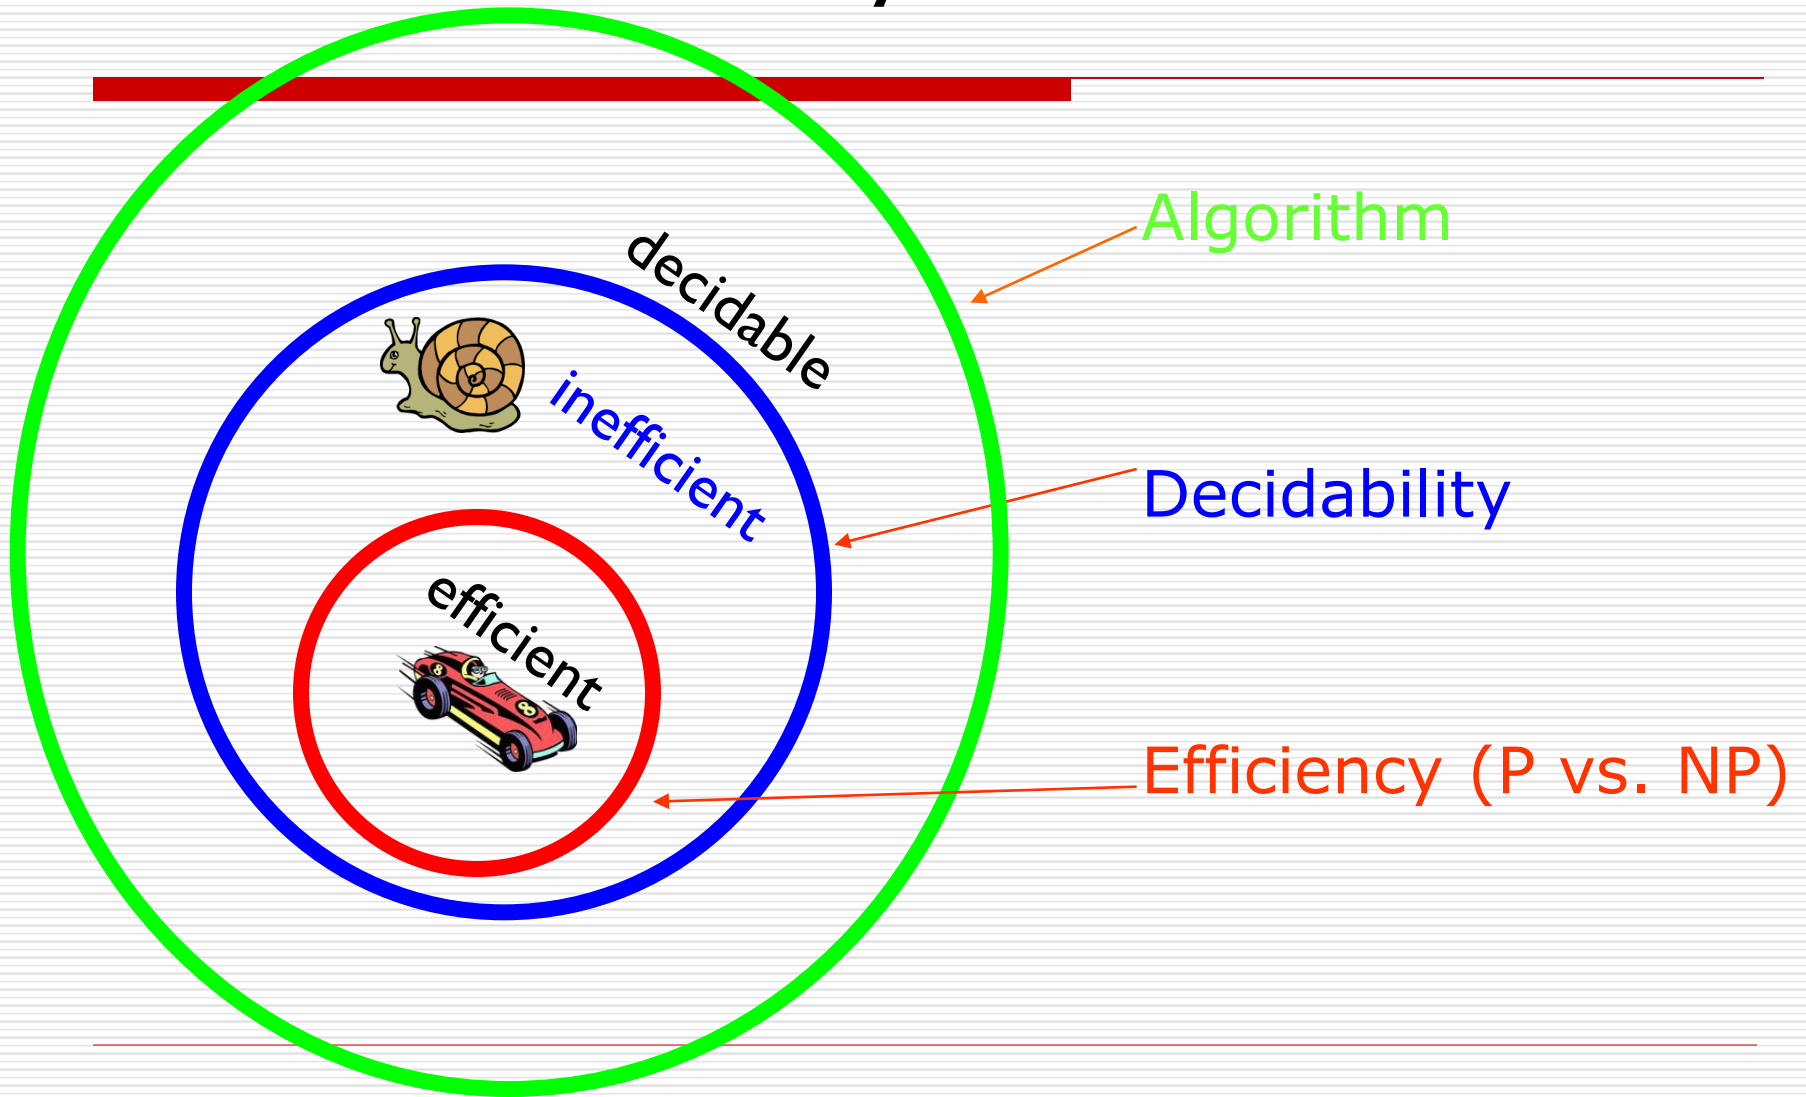 decidable
inefficient
efficient
Algorithm
Decidability
Efficiency (P vs. NP)